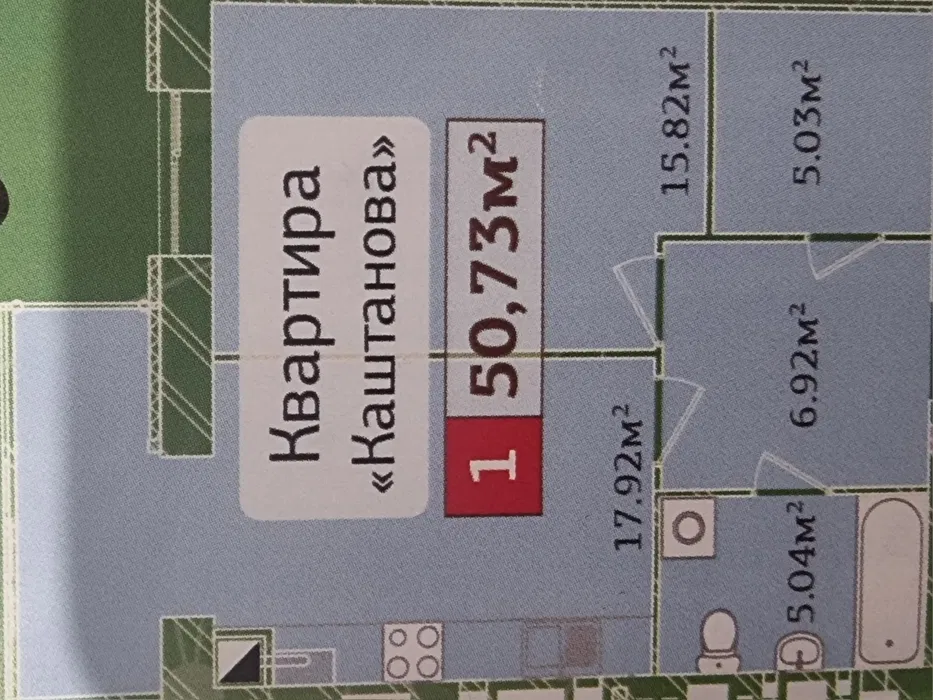 Квартира
«Каштанова»
1 50,73м²
15.82м²
5.03м²
17.92м²
6.92м²
5.04м²